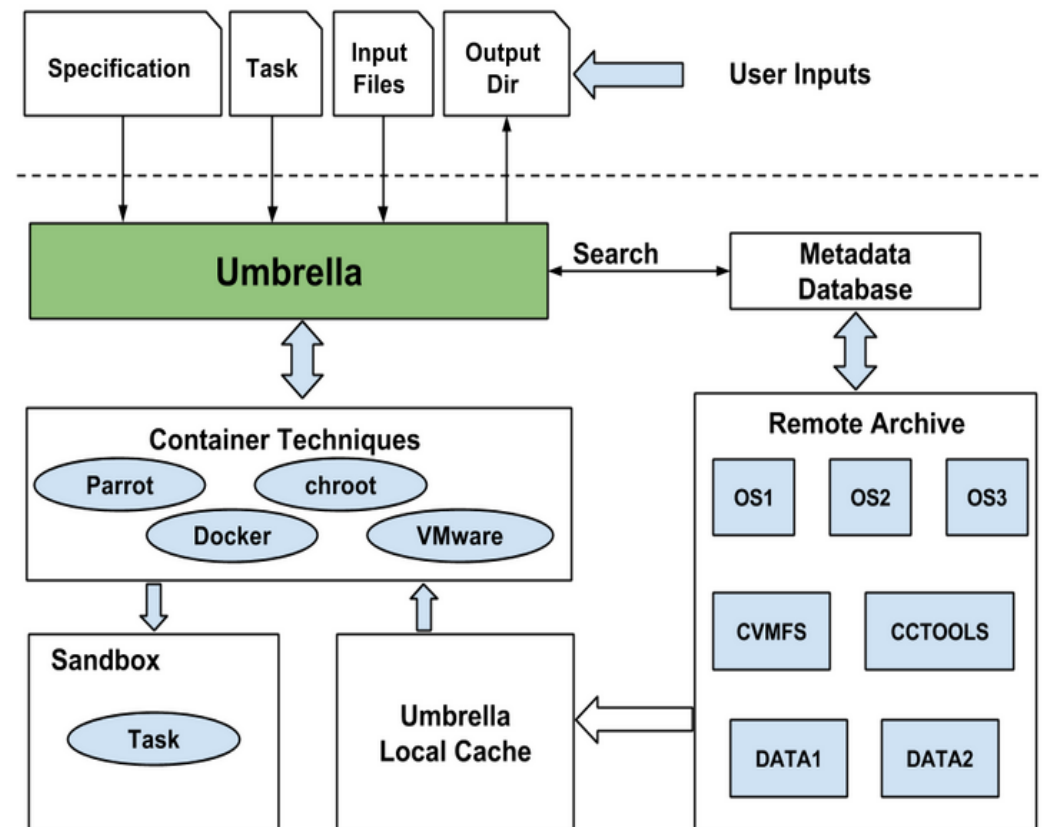 Specification
Task
Input
Files
Output
Dir
User Inputs
Umbrella
Search
Metadata
Database
Container Techniques
Parrot
chroot
Docker
VMware
Remote Archive
OS1
OS2
OS3
CVMFS
CCTOOLS
DATA1
DATA2
Sandbox
Task
Umbrella
Local Cache